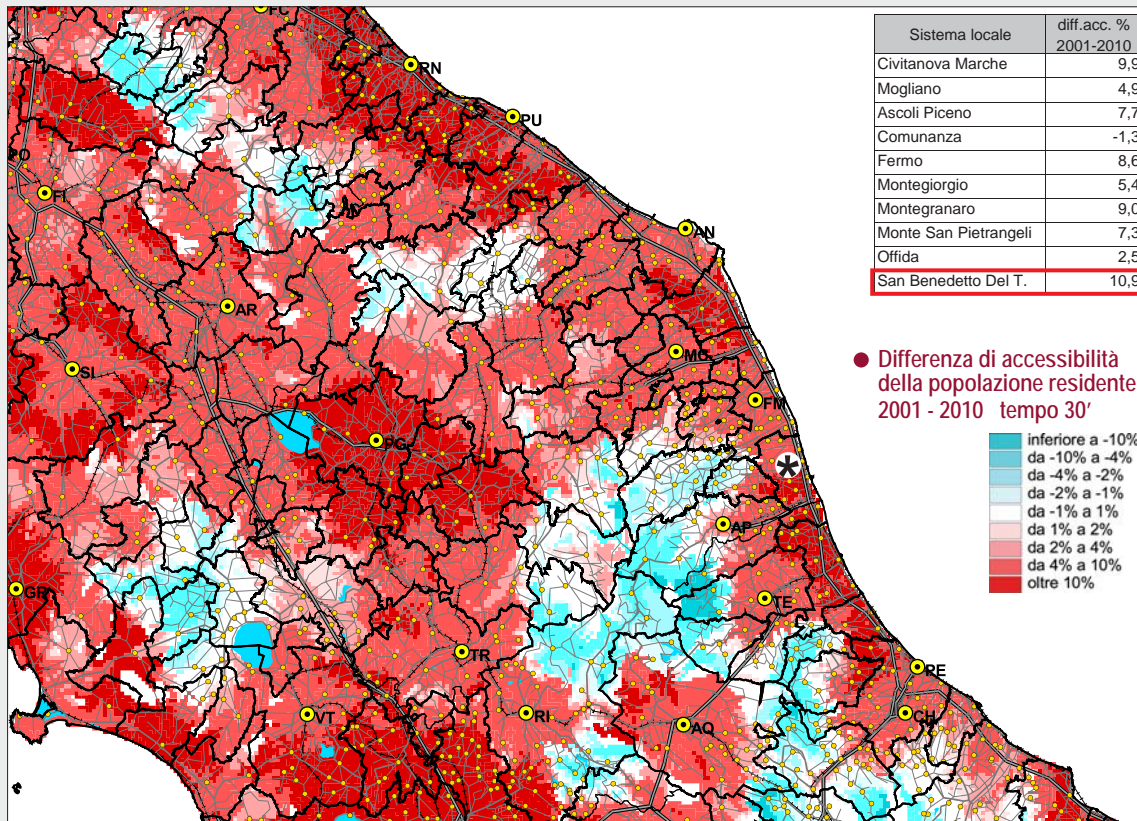 Sistema locale
diff.acc. %
2001-2010
Civitanova Marche 9,9
Mogliano 4,9
Ascoli Piceno 7,7
Comunanza -1,3
Fermo 8,6
Montegiorgio 5,4
Montegranaro 9,0
Monte San Pietrangeli 7,3
Offida 2,5
San Benedetto Del T. 10,9
● Differenza di accessibilità
della popolazione residente
2001 - 2010 tempo 30'
inferiore a -10%
da -10% a -4%
da -4% a -2%
da -2% a -1%
da -1% a 1%
da 1% a 2%
da 2% a 4%
da 4% a 10%
oltre 10%
FC
RN
PU
BO
FI
AN
AR
MC
SI
FM
PG
*
AP
GR
TE
TR
PE
VT
RI
AQ
CH